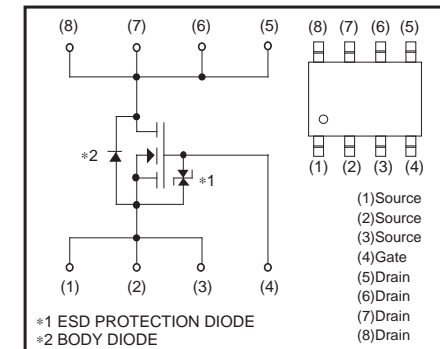 (8) (7) (6) (5)
(8) (7) (6) (5)
∗2
∗1
(1) (2) (3) (4)
(1) (2) (3) (4)
(1)Source
(2)Source
(3)Source
(4)Gate
(5)Drain
(6)Drain
(7)Drain
(8)Drain
∗1 ESD PROTECTION DIODE
∗2 BODY DIODE